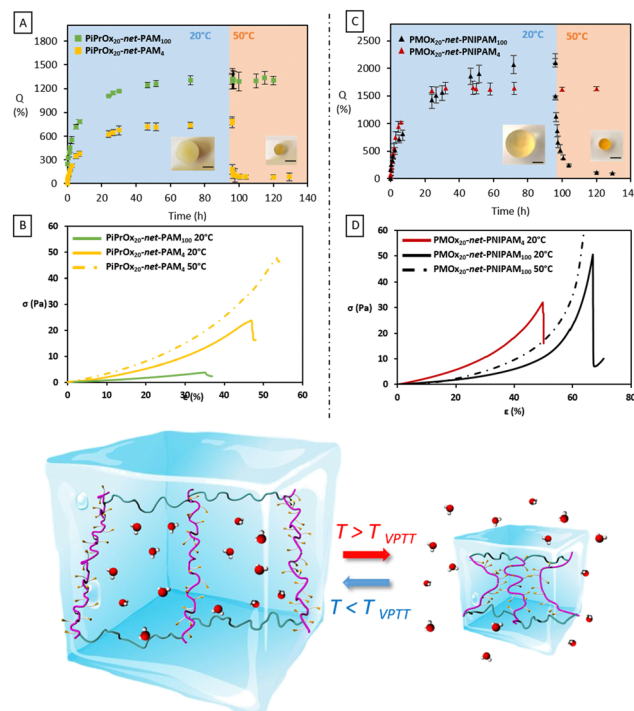 A
PiPrOx20-net-PAM100
PiPrOx20-net-PAM4
20°C
50°C
Q
(%)
1800
1500
1200
900
600
300
0
0 20 40 60 80 100 120 140
Time (h)
B
PiPrOx20-net-PAM100 20°C
PiPrOx20-net-PAM4 20°C
PiPrOx20-net-PAM4 50°C
σ (Pa)
60
50
40
30
20
10
0
0 10 20 30 40 50 60
ε (%)
C
PMOx20-net-PNIPAM100
PMOx20-net-PNIPAM4
20°C
50°C
Q
(%)
2500
2000
1500
1000
500
0
0 20 40 60 80 100 120 140
Time (h)
D
PMOx20-net-PNIPAM4 20°C
PMOx20-net-PNIPAM100 20°C
PMOx20-net-PNIPAM100 50°C
σ (Pa)
60
50
40
30
20
10
0
0 20 40 60 80
ε (%)
T > T VPTT
T < T VPTT